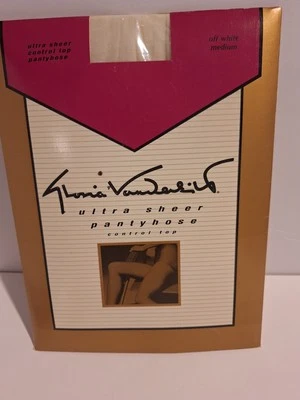 ultra sheer
control top
pantyhose
off white
medium
Gloria Vanderbilt
ultra sheer
pantyhose
control top